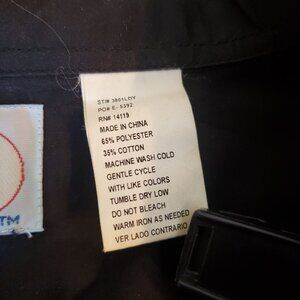 ST# 3801LDY
PO# E-5392
RN# 14119
MADE IN CHINA
65% POLYESTER
35% COTTON
MACHINE WASH COLD
GENTLE CYCLE
WITH LIKE COLORS
TUMBLE DRY LOW
DO NOT BLEACH
WARM IRON AS NEEDED
VER LADO CONTRARIO
TM